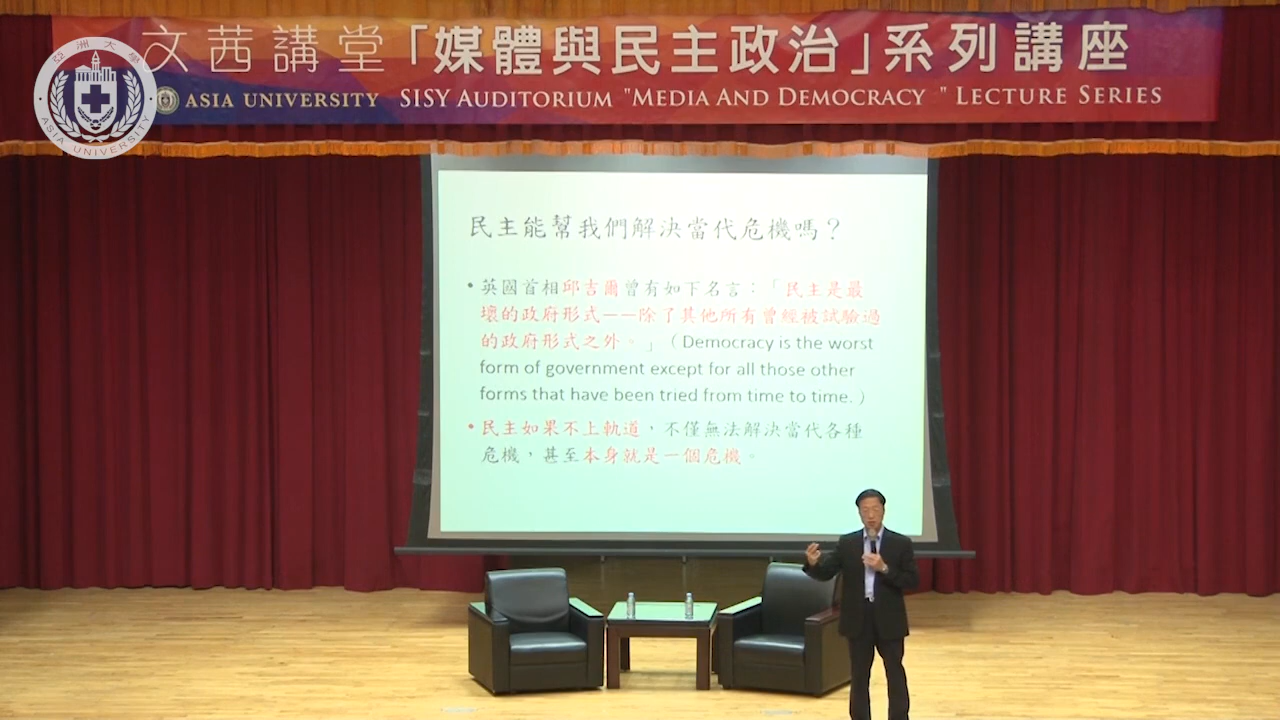 文茜講堂「媒體與民主政治」系列講座
ASIA UNIVERSITY SISY AUDITORIUM "MEDIA AND DEMOCRACY " LECTURE SERIES
亞洲大學
ASIA UNIVERSITY
民主能幫我們解決當代危機嗎？
• 英國首相邱吉爾曾有如下名言：「民主是最
壞的政府形式——除了其他所有曾經被試驗過
的政府形式之外。」（Democracy is the worst
form of government except for all those other
forms that have been tried from time to time.）
• 民主如果不上軌道，不僅無法解決當代各種
危機，甚至本身就是一個危機。